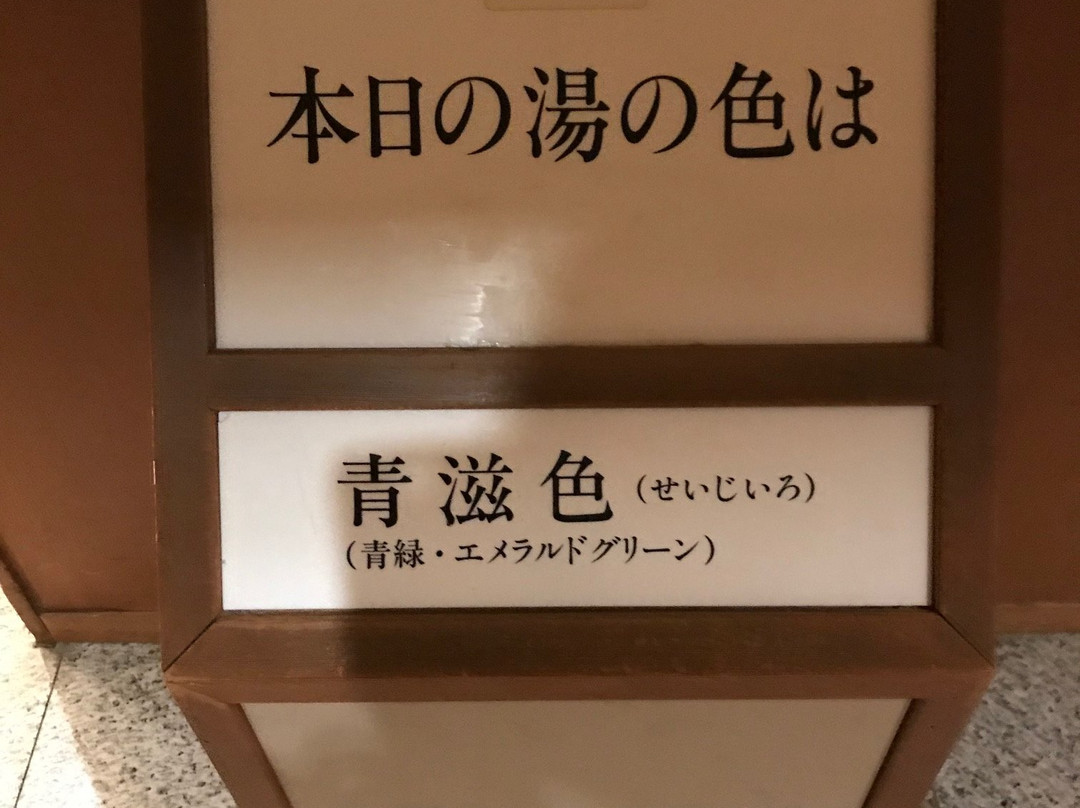 本日の湯の色は
青滋色（せいじいろ）
（青緑・エメラルドグリーン）